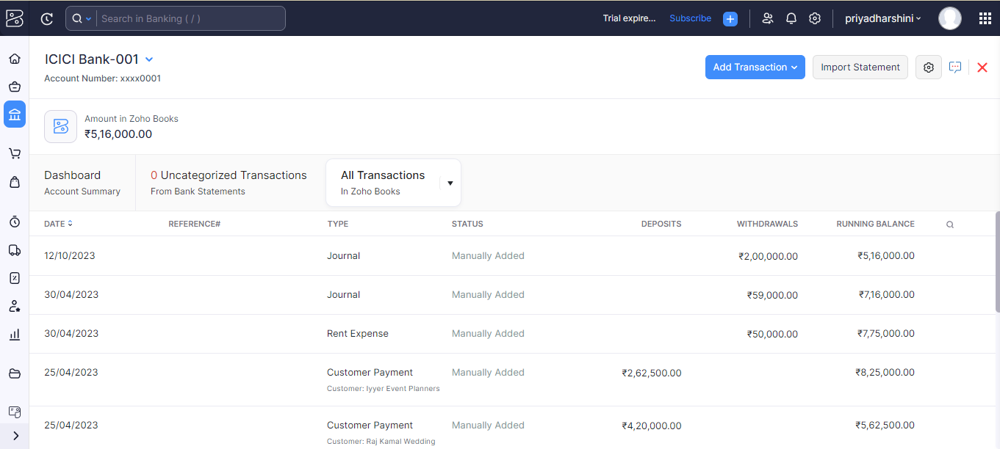 Search in Banking ( / )
Trial expire...
Subscribe
priyadharshini
ICICI Bank-001
Account Number: xxxx0001
Add Transaction
Import Statement
Amount in Zoho Books
₹5,16,000.00
Dashboard
Account Summary
0 Uncategorized Transactions
From Bank Statements
All Transactions
In Zoho Books
DATE REFERENCE# TYPE STATUS DEPOSITS WITHDRAWALS RUNNING BALANCE
12/10/2023 Journal Manually Added ₹2,00,000.00 ₹5,16,000.00
30/04/2023 Journal Manually Added ₹59,000.00 ₹7,16,000.00
30/04/2023 Rent Expense Manually Added ₹50,000.00 ₹7,75,000.00
25/04/2023 Customer Payment Manually Added ₹2,62,500.00 ₹8,25,000.00
Customer: Iyyer Event Planners
25/04/2023 Customer Payment Manually Added ₹4,20,000.00 ₹5,62,500.00
Customer: Raj Kamal Wedding